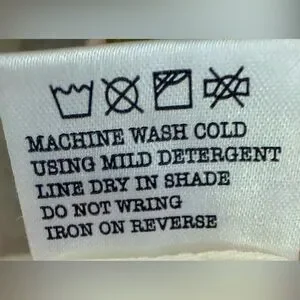 MACHINE WASH COLD
USING MILD DETERGENT
LINE DRY IN SHADE
DO NOT WRING
IRON ON REVERSE